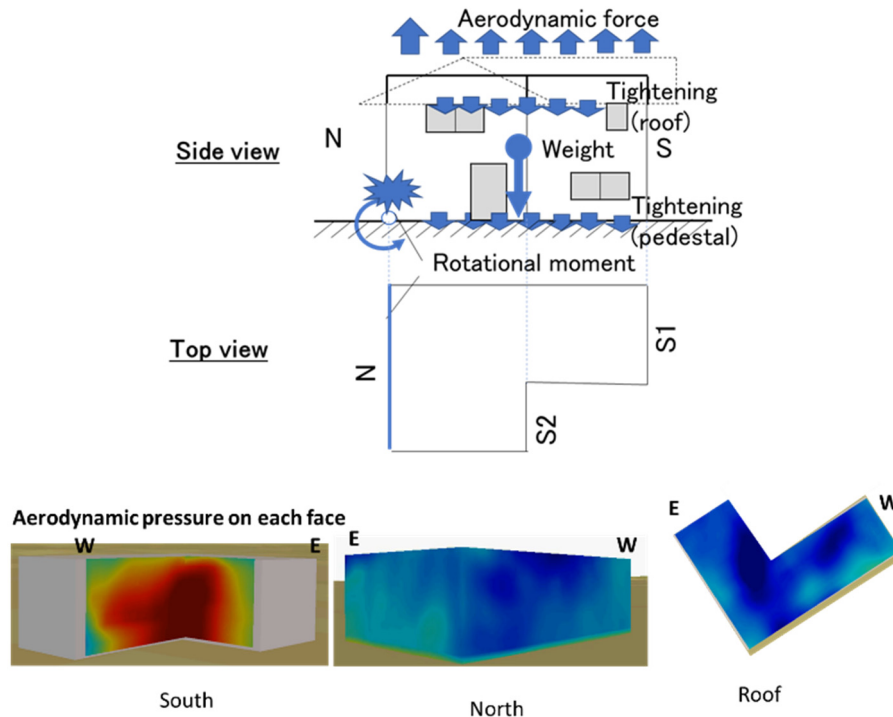 Aerodynamic force
Tightening
(roof)
N
Side view
Weight
S
Tightening
(pedestal)
Rotational moment
Top view
N
S1
S2
Aerodynamic pressure on each face
W
E
E
W
E
W
South
North
Roof